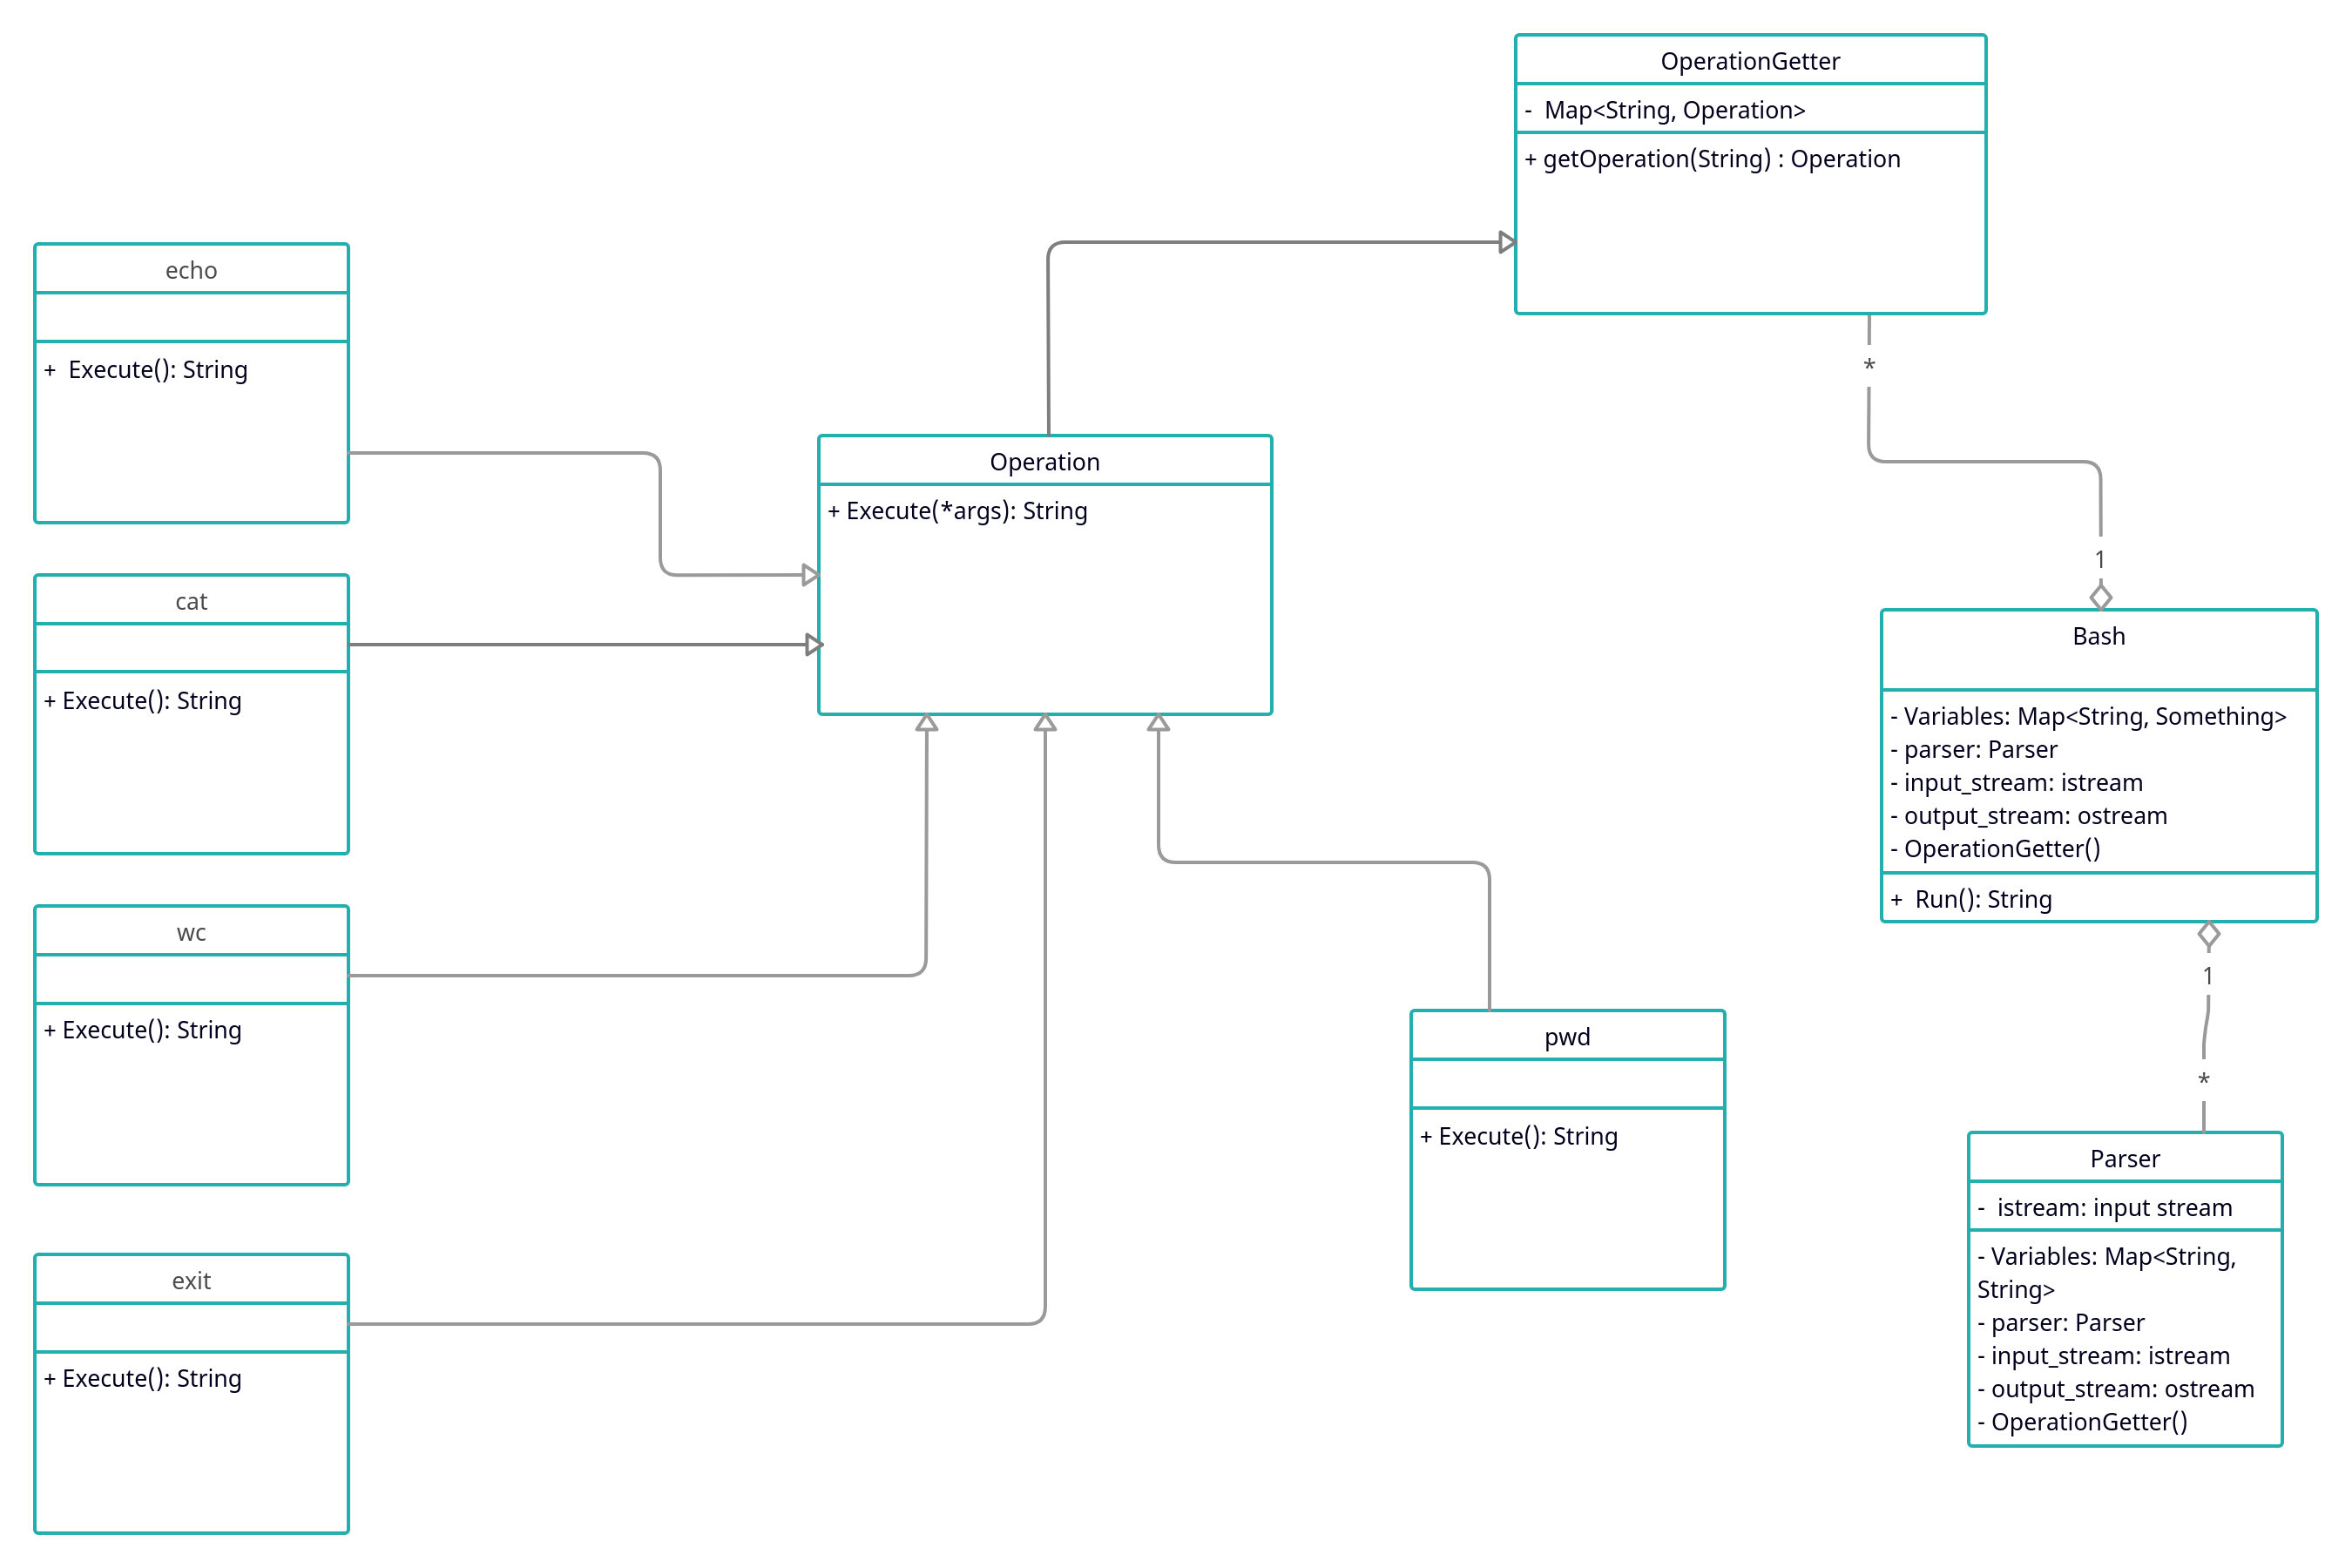 OperationGetter
-  Map<String, Operation>
+ getOperation(String) : Operation
*
1
echo
+  Execute(): String
cat
+ Execute(): String
wc
+ Execute(): String
exit
+ Execute(): String
Operation
+ Execute(*args): String
pwd
+ Execute(): String
Bash
- Variables: Map<String, Something>
- parser: Parser
- input_stream: istream
- output_stream: ostream
- OperationGetter()
+  Run(): String
1
*
Parser
-  istream: input stream
- Variables: Map<String,
String>
- parser: Parser
- input_stream: istream
- output_stream: ostream
- OperationGetter()